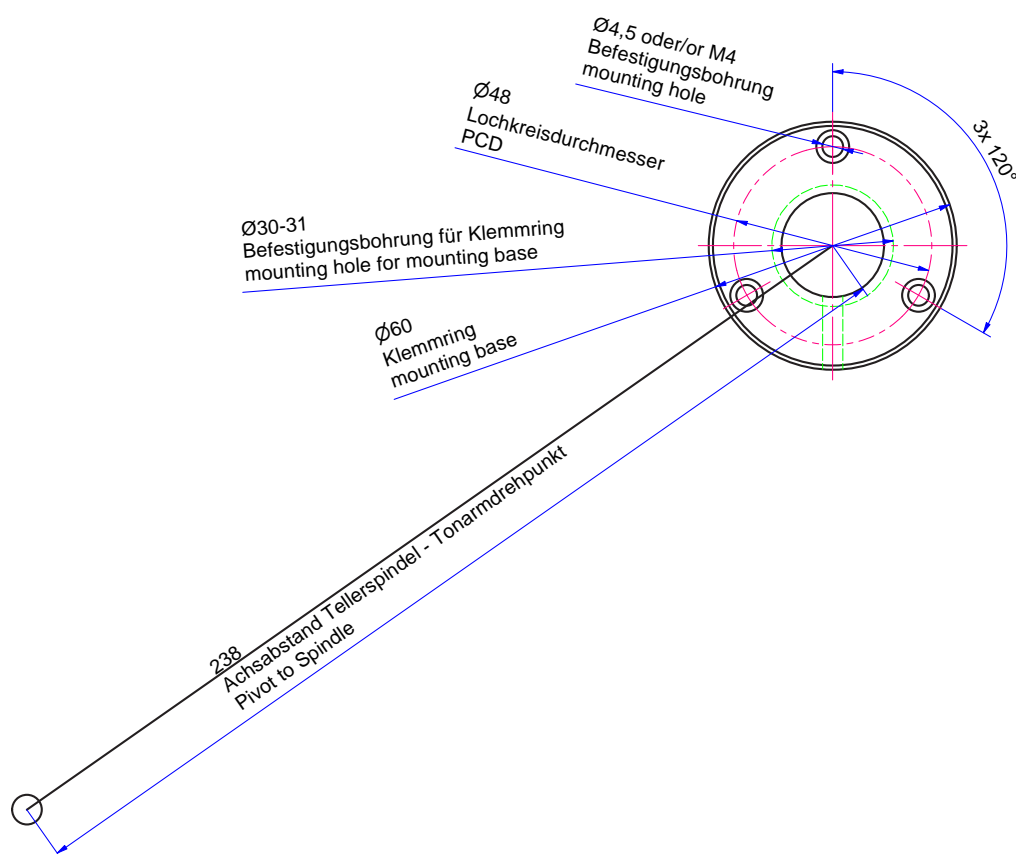 Ø4,5 oder/or M4
Befestigungsbohrung
mounting hole
3x 120°
Ø48
Lochkreisdurchmesser
PCD
Ø30-31
Befestigungsbohrung für Klemmring
mounting hole for mounting base
Ø60
Klemmring
mounting base
238
Achsabstand Tellerspindel - Tonarmdrehpunkt
Pivot to Spindle